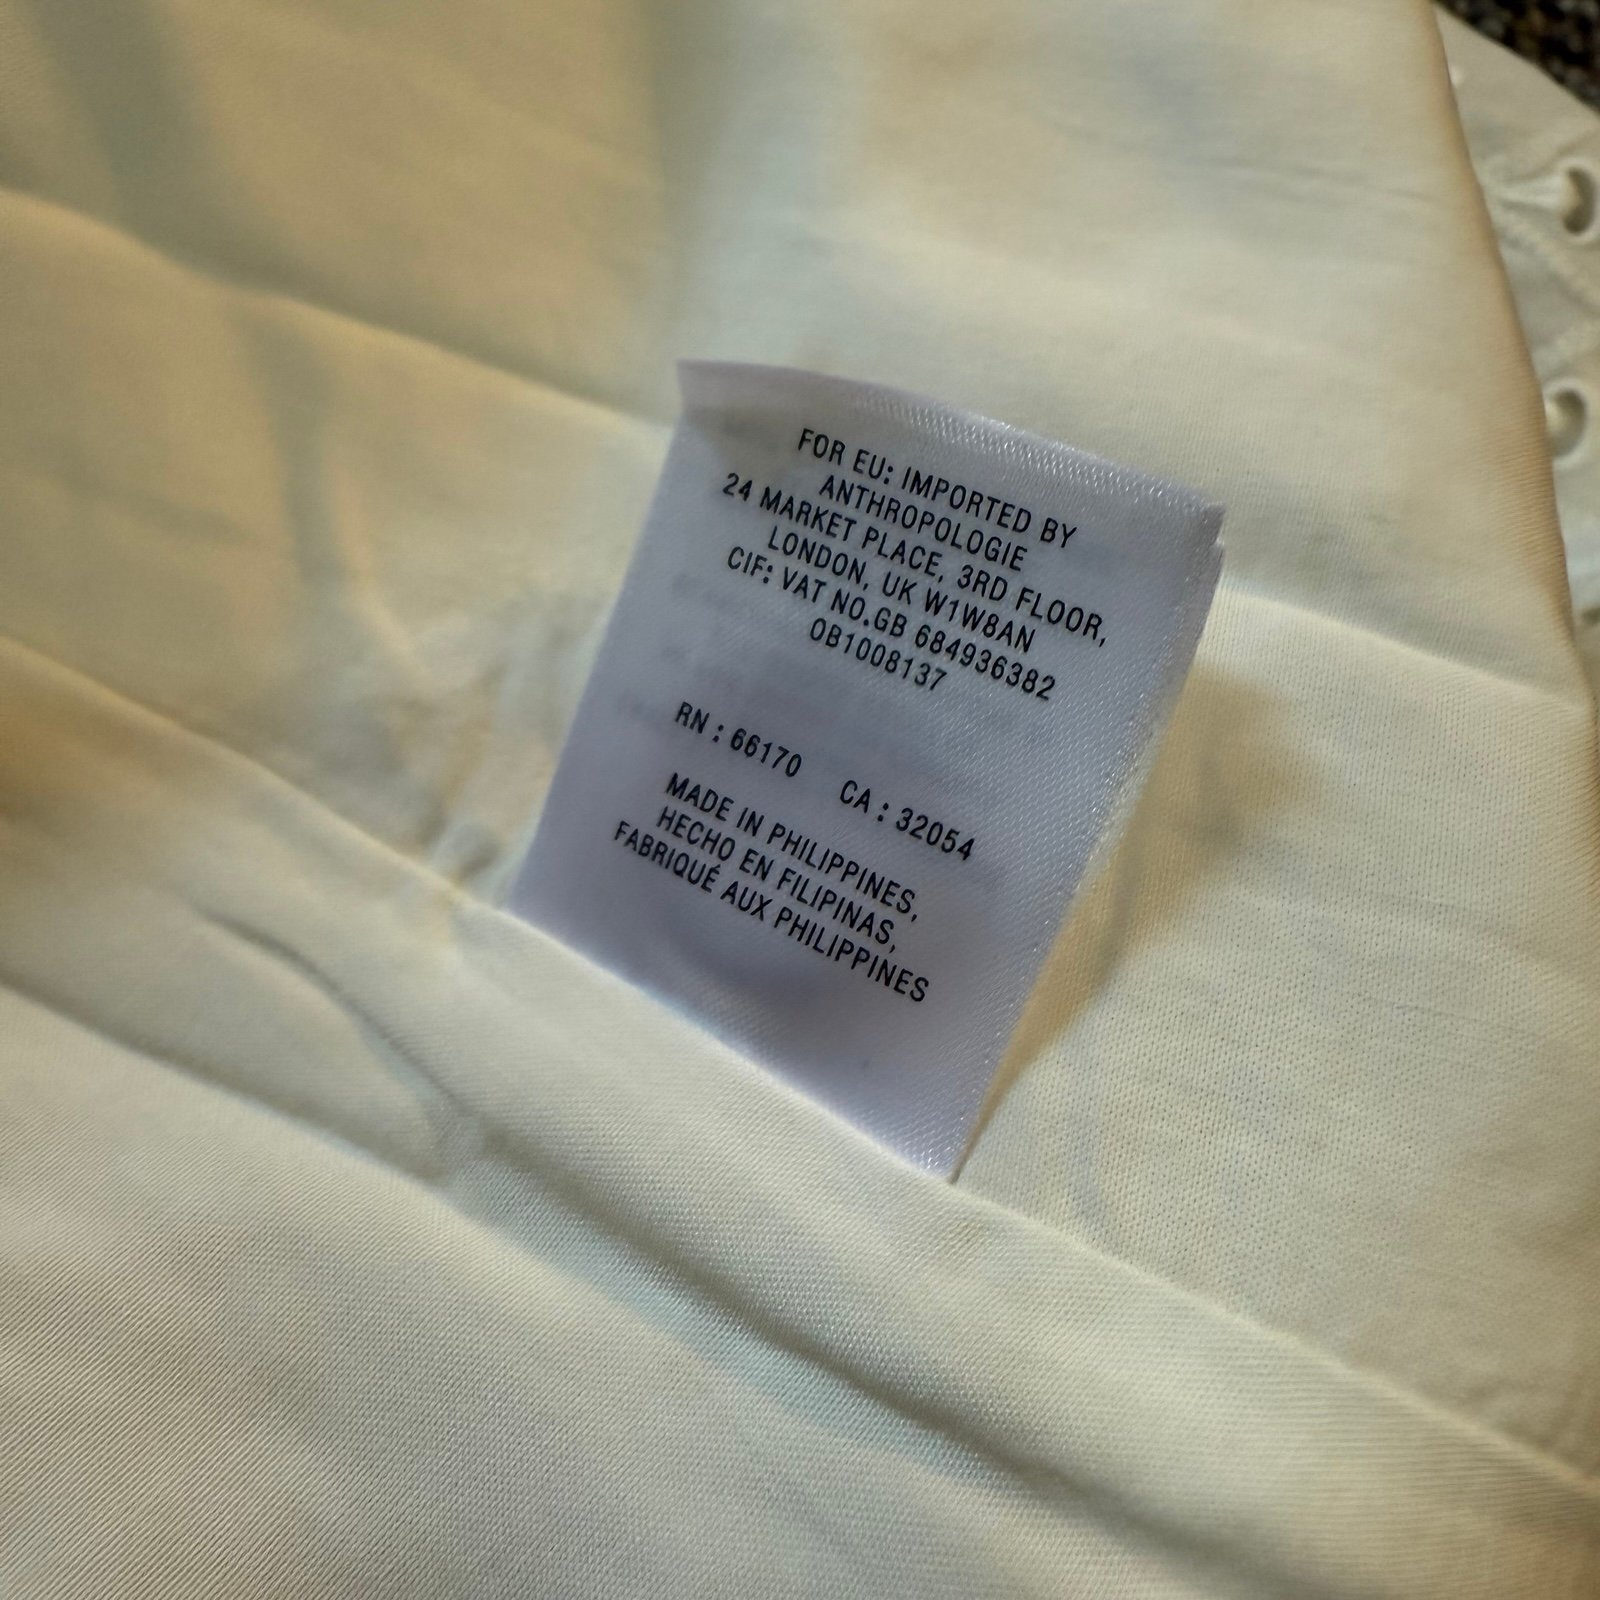 FOR EU: IMPORTED BY
ANTHROPOLOGIE
24 MARKET PLACE, 3RD FLOOR,
LONDON, UK W1W8AN
CIF: VAT NO.GB 684936382
OB1008137
RN : 66170 CA : 32054
MADE IN PHILIPPINES,
HECHO EN FILIPINAS,
FABRIQUÉ AUX PHILIPPINES